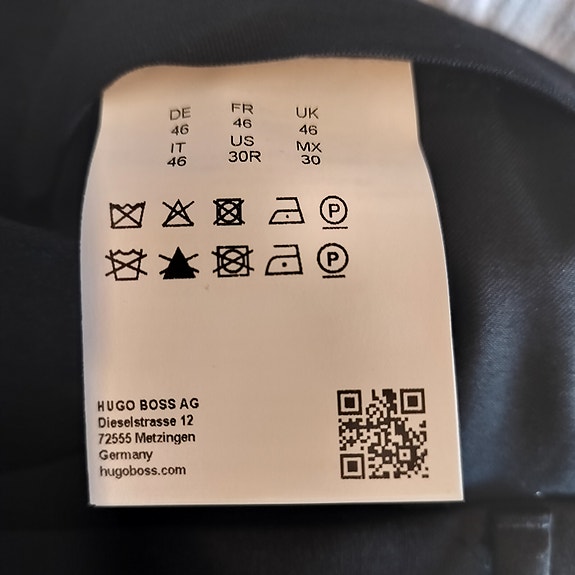 DE FR UK
46 46 46
IT US MX
46 30R 30
P
P
HUGO BOSS AG
Dieselstrasse 12
72555 Metzingen
Germany
hugoboss.com